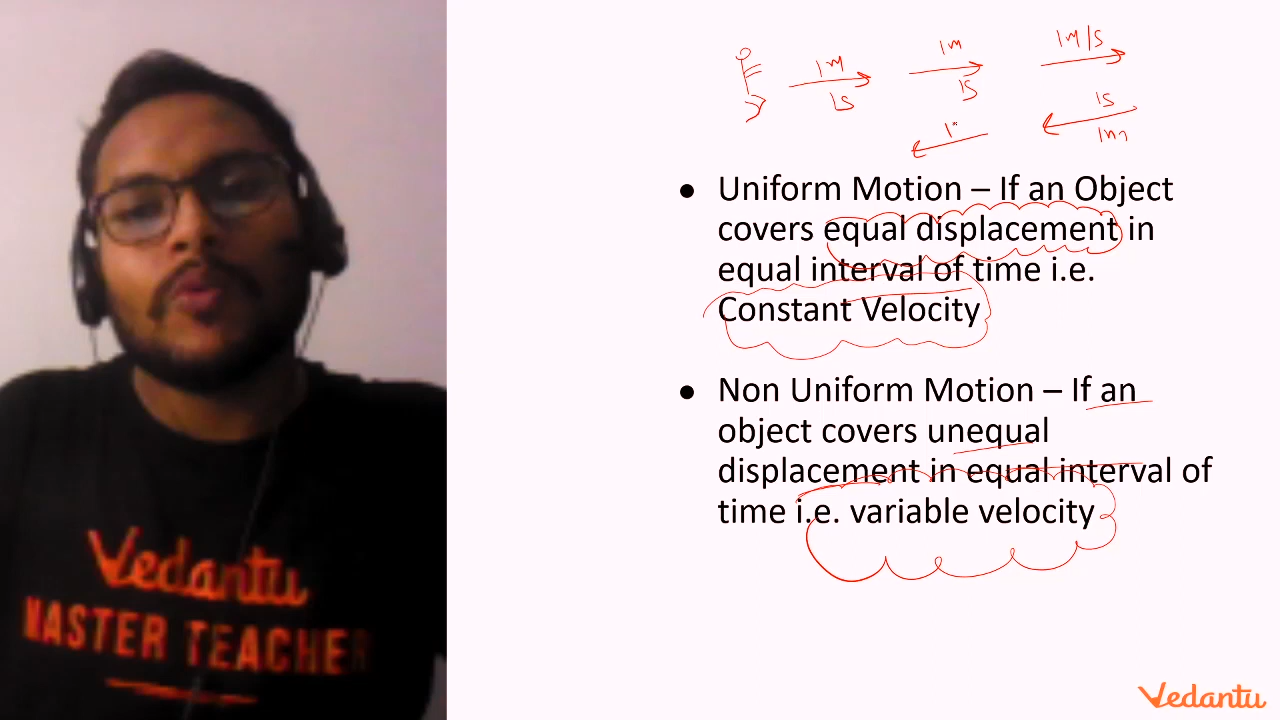 1M
1M
1M/S
1S
1S
1S
● Uniform Motion – If an Object
covers equal displacement in
equal interval of time i.e.
Constant Velocity
● Non Uniform Motion – If an
object covers unequal
displacement in equal interval of
time i.e. variable velocity
Vedantu
MASTER TEACHER
Vedantu